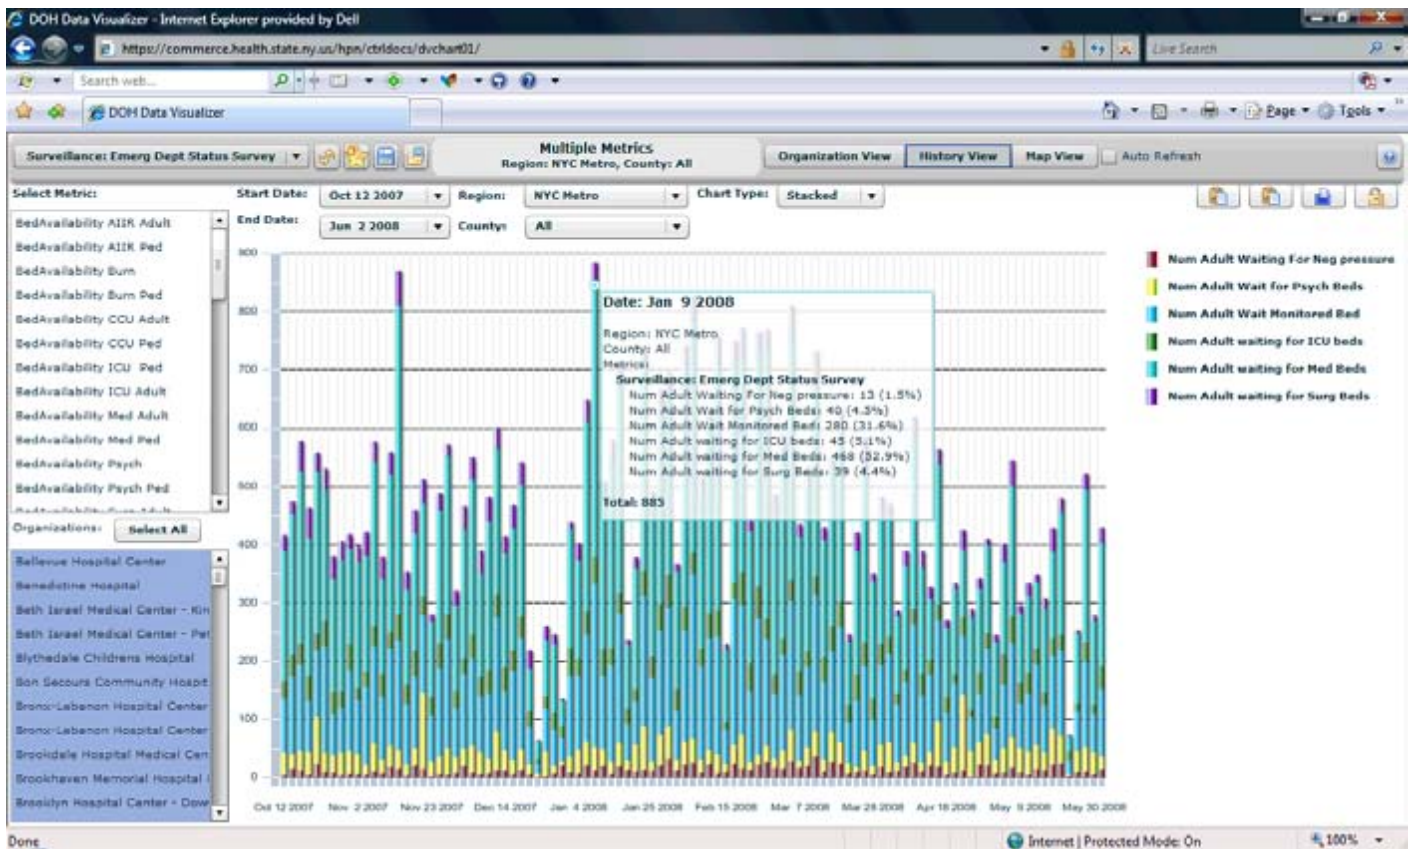 DOH Data Visualizer - Internet Explorer provided by Dell
https://commerce.health.state.ny.us/hpn/ctrldocs/dvchart01/
Live Search
Search web...
DOH Data Visualizer
Page
Tools
Surveillance: Emerg Dept Status Survey
Multiple Metrics
Region: NYC Metro, County: All
Organization View
History View
Map View
Auto Refresh
Select Metric:
Start Date:
Oct 12 2007
Region:
NYC Metro
Chart Type:
Stacked
End Date:
Jun 2 2008
County:
All
BedAvailability AIIR Adult
BedAvailability AIIR Ped
BedAvailability Burn
BedAvailability Burn Ped
BedAvailability CCU Adult
BedAvailability CCU Ped
BedAvailability ICU Ped
BedAvailability ICU Adult
BedAvailability Med Adult
BedAvailability Med Ped
BedAvailability Psych
BedAvailability Psych Ped
Organizations:
Select All
Bellevue Hospital Center
Benedictine Hospital
Beth Israel Medical Center - Kin
Beth Israel Medical Center - Pet
Blythedale Childrens Hospital
Bon Secours Community Hospit
Bronx-Lebanon Hospital Center
Bronx-Lebanon Hospital Center
Brookdale Hospital Medical Cen
Brookhaven Memorial Hospital
Brooklyn Hospital Center - Dow
900
800
700
600
500
400
300
200
100
0
Oct 12 2007
Nov 2 2007
Nov 23 2007
Dec 14 2007
Jan 4 2008
Jan 25 2008
Feb 15 2008
Mar 7 2008
Mar 28 2008
Apr 18 2008
May 9 2008
May 30 2008
Date: Jan 9 2008
Region: NYC Metro
County: All
Metrics:
Surveillance: Emerg Dept Status Survey
Num Adult Waiting For Neg pressure: 13 (1.5%)
Num Adult Wait for Psych Beds: 40 (4.5%)
Num Adult Wait Monitored Bed: 280 (31.6%)
Num Adult waiting for ICU beds: 45 (5.1%)
Num Adult waiting for Med Beds: 468 (52.9%)
Num Adult waiting for Surg Beds: 39 (4.4%)
Total: 885
Num Adult Waiting For Neg pressure
Num Adult Wait for Psych Beds
Num Adult Wait Monitored Bed
Num Adult waiting for ICU beds
Num Adult waiting for Med Beds
Num Adult waiting for Surg Beds
Done
Internet | Protected Mode: On
100%